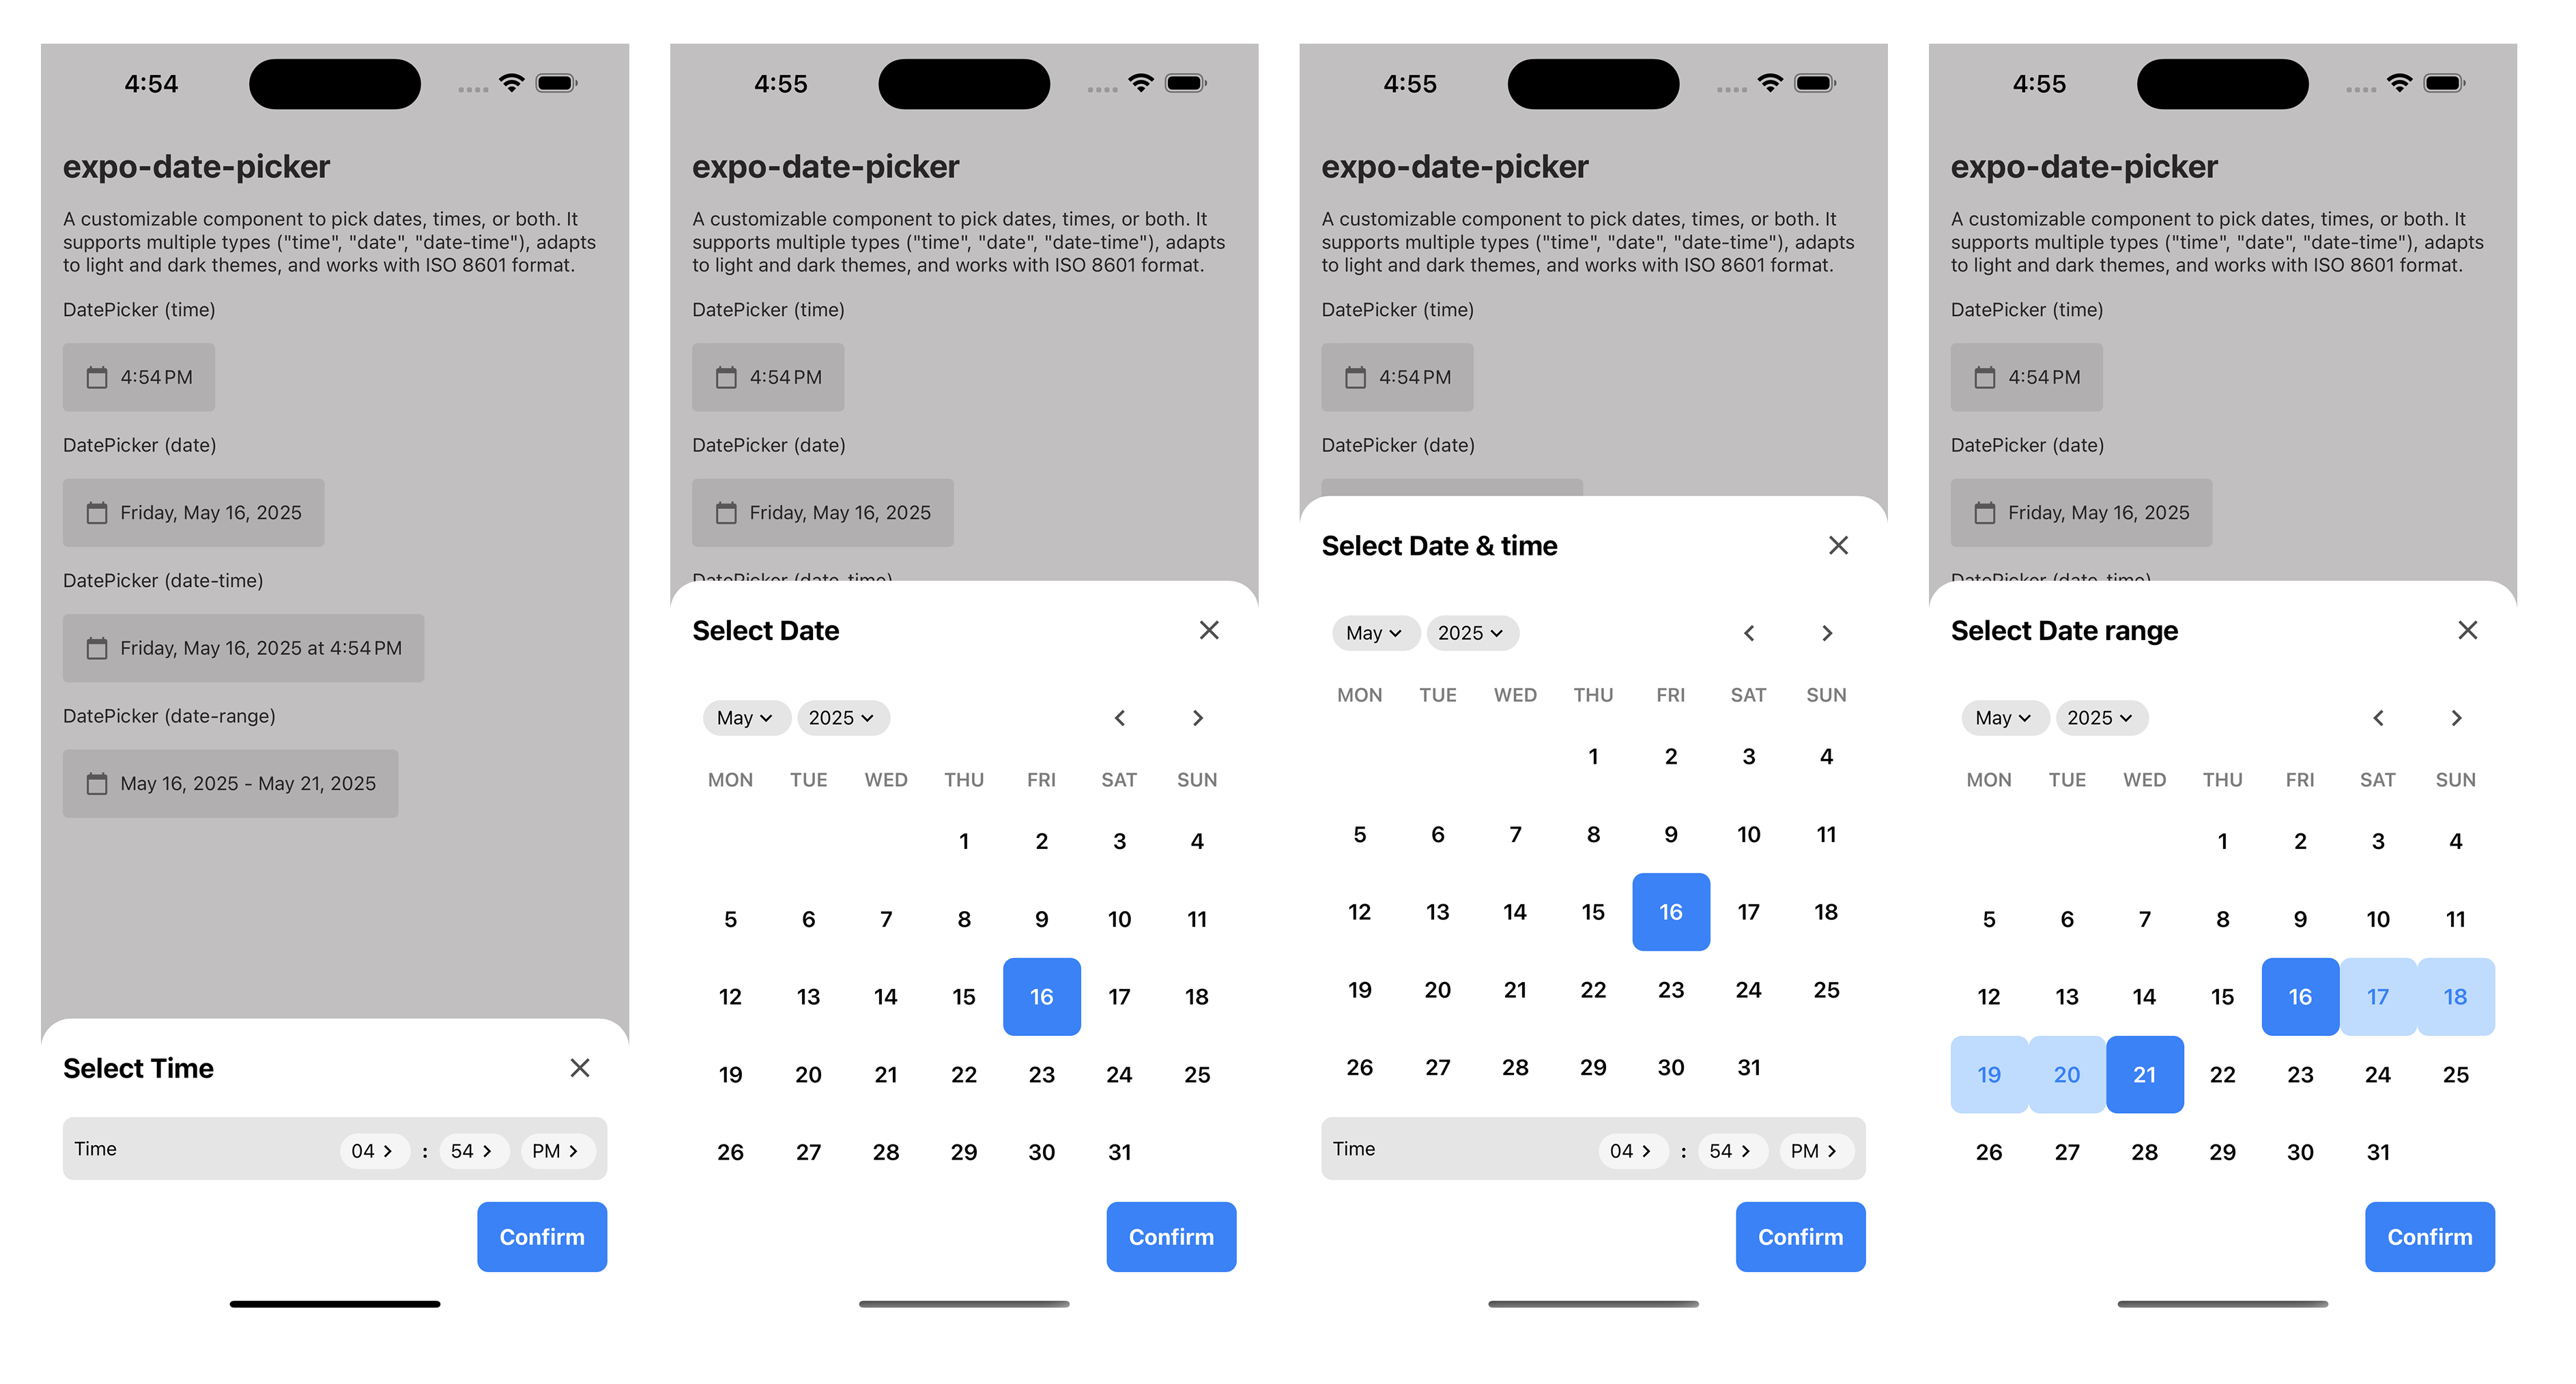 4:54
expo-date-picker
A customizable component to pick dates, times, or both. It
supports multiple types ("time", "date", "date-time"), adapts
to light and dark themes, and works with ISO 8601 format.
DatePicker (time)
4:54 PM
DatePicker (date)
Friday, May 16, 2025
DatePicker (date-time)
Friday, May 16, 2025 at 4:54 PM
DatePicker (date-range)
May 16, 2025 - May 21, 2025
Select Time
Time 04 : 54 PM
Confirm
4:55
expo-date-picker
A customizable component to pick dates, times, or both. It
supports multiple types ("time", "date", "date-time"), adapts
to light and dark themes, and works with ISO 8601 format.
DatePicker (time)
4:54 PM
DatePicker (date)
Friday, May 16, 2025
DatePicker (date-time)
Select Date
May 2025
MON TUE WED THU FRI SAT SUN
1 2 3 4
5 6 7 8 9 10 11
12 13 14 15 16 17 18
19 20 21 22 23 24 25
26 27 28 29 30 31
Confirm
4:55
expo-date-picker
A customizable component to pick dates, times, or both. It
supports multiple types ("time", "date", "date-time"), adapts
to light and dark themes, and works with ISO 8601 format.
DatePicker (time)
4:54 PM
DatePicker (date)
Select Date & time
May 2025
MON TUE WED THU FRI SAT SUN
1 2 3 4
5 6 7 8 9 10 11
12 13 14 15 16 17 18
19 20 21 22 23 24 25
26 27 28 29 30 31
Time 04 : 54 PM
Confirm
4:55
expo-date-picker
A customizable component to pick dates, times, or both. It
supports multiple types ("time", "date", "date-time"), adapts
to light and dark themes, and works with ISO 8601 format.
DatePicker (time)
4:54 PM
DatePicker (date)
Friday, May 16, 2025
DatePicker (date-time)
Select Date range
May 2025
MON TUE WED THU FRI SAT SUN
1 2 3 4
5 6 7 8 9 10 11
12 13 14 15 16 17 18
19 20 21 22 23 24 25
26 27 28 29 30 31
Confirm